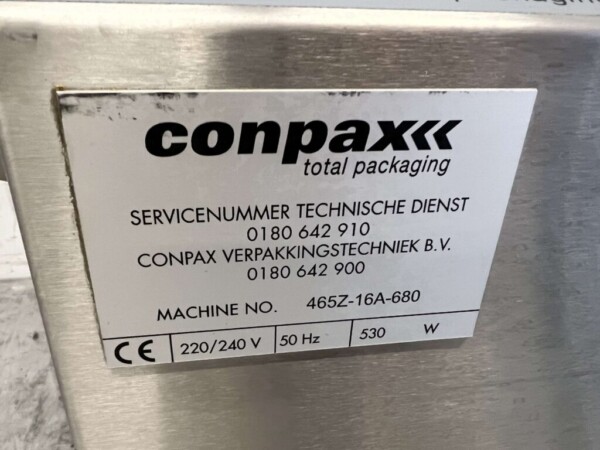 conpax
total packaging
SERVICENUMMER TECHNISCHE DIENST
0180 642 910
CONPAX VERPAKKINGSTECHNIEK B.V.
0180 642 900
MACHINE NO. 465Z-16A-680
CE 220/240 V 50 Hz 530 W